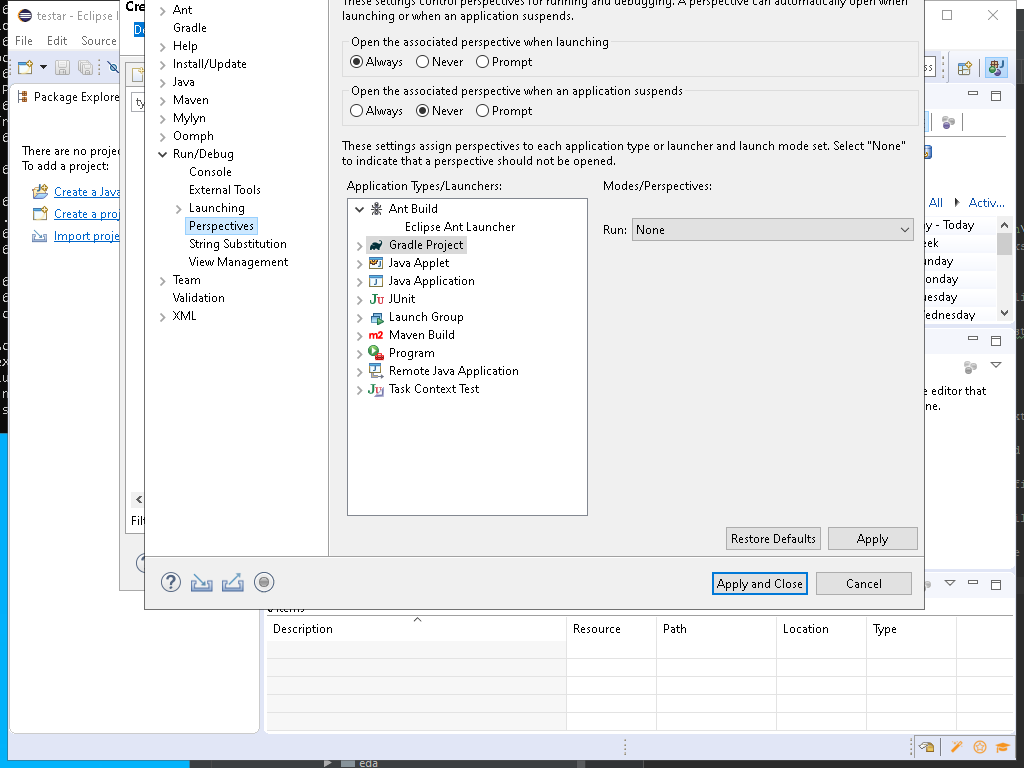 testar - Eclipse I
File Edit Source
Package Explore
There are no projec
To add a project:
Create a Java
Create a proj
Import proje
Cre
De
ty
Filt
Ant
Gradle
Help
Install/Update
Java
Maven
Mylyn
Oomph
Run/Debug
Console
External Tools
Launching
Perspectives
String Substitution
View Management
Team
Validation
XML
These settings control perspectives for running and debugging. A perspective can automatically open when
launching or when an application suspends.
Open the associated perspective when launching
Always Never Prompt
Open the associated perspective when an application suspends
Always Never Prompt
These settings assign perspectives to each application type or launcher and launch mode set. Select "None"
to indicate that a perspective should not be opened.
Application Types/Launchers:
Modes/Perspectives:
Ant Build
Eclipse Ant Launcher
Gradle Project
Java Applet
Java Application
JUnit
Launch Group
Maven Build
Program
Remote Java Application
Task Context Test
Run: None
Restore Defaults
Apply
Apply and Close
Cancel
ss
All Activ...
y - Today
eek
unday
onday
uesday
ednesday
e editor that
ne.
0 items
Description Resource Path Location Type
eda